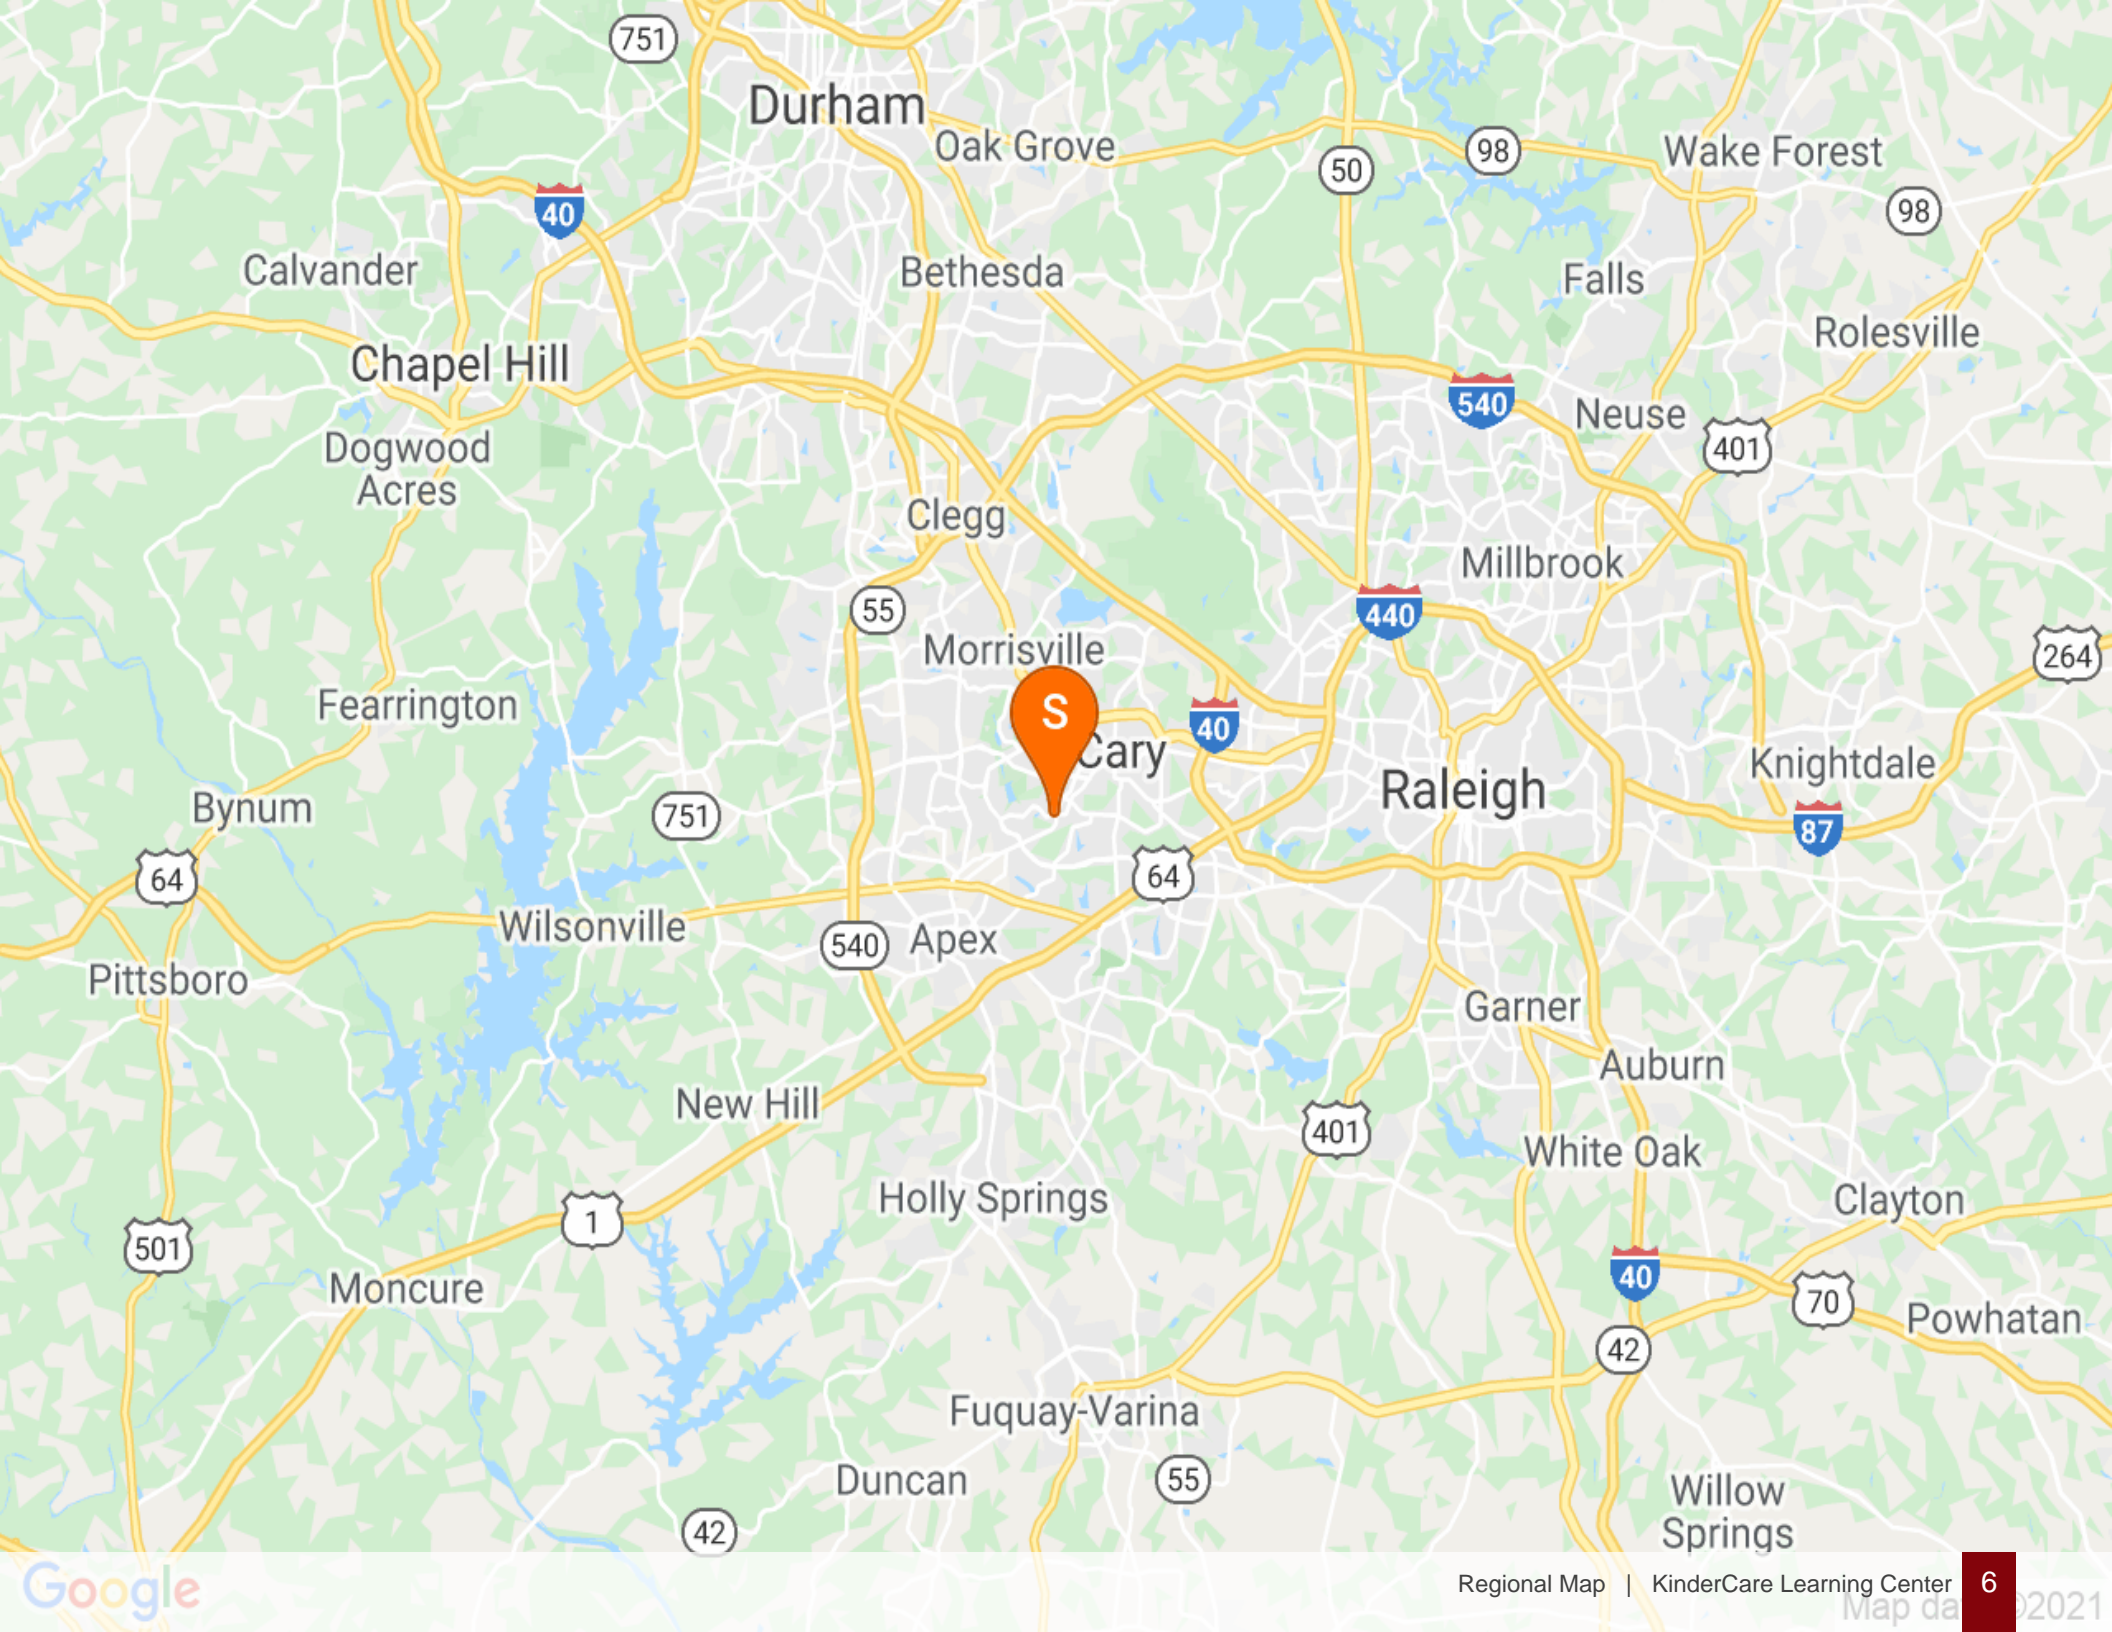 751
Durham
Oak Grove
98
Wake Forest
50
40
98
Calvander
Bethesda
Falls
Rolesville
Chapel Hill
540
Neuse
401
Dogwood
Acres
Clegg
Millbrook
55
440
Morrisville
264
Fearrington
S
40
Cary
Knightdale
Raleigh
Bynum
751
87
64
64
Wilsonville
540
Apex
Pittsboro
Garner
Auburn
New Hill
401
White Oak
Holly Springs
Clayton
1
501
40
Moncure
70
Powhatan
42
Fuquay-Varina
Duncan
55
Willow
Springs
42
Google
Regional Map | KinderCare Learning Center 6
Map da ©2021